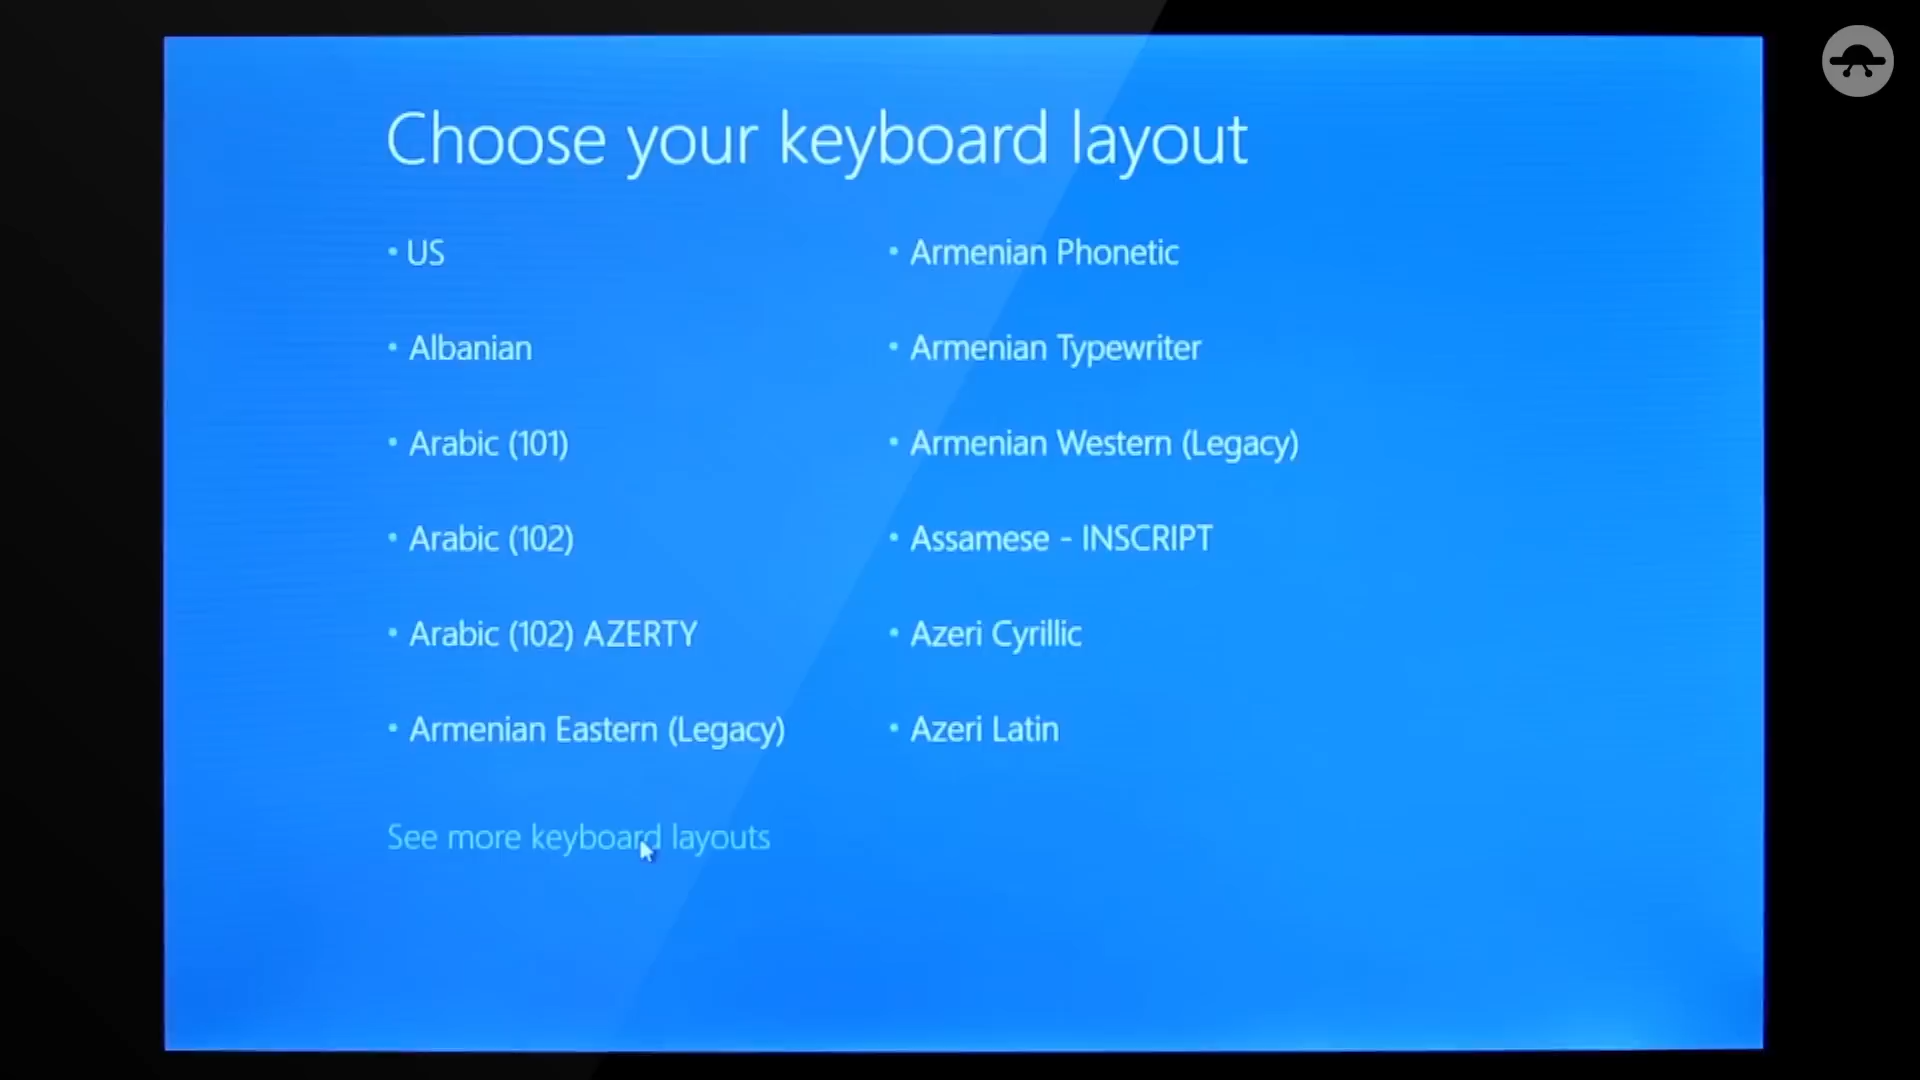 Choose your keyboard layout
• US
• Albanian
• Arabic (101)
• Arabic (102)
• Arabic (102) AZERTY
• Armenian Eastern (Legacy)
• Armenian Phonetic
• Armenian Typewriter
• Armenian Western (Legacy)
• Assamese - INSCRIPT
• Azeri Cyrillic
• Azeri Latin
See more keyboard layouts